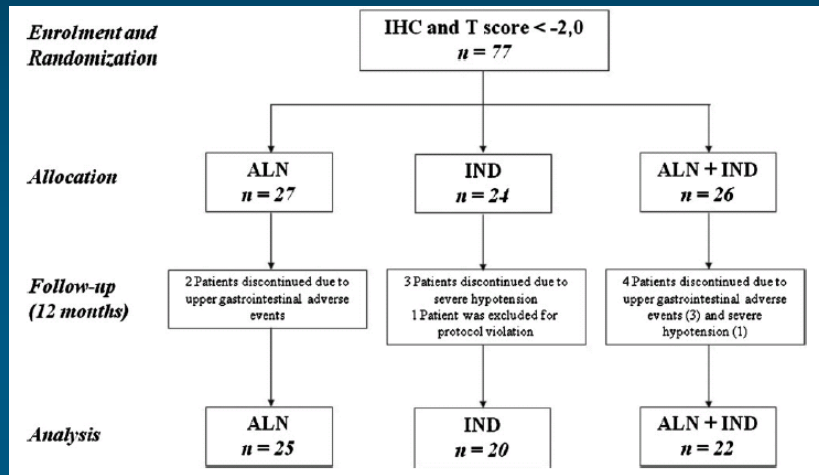 Enrolment and
Randomization
IHC and T score < -2,0
n = 77
Allocation
ALN
n = 27
IND
n = 24
ALN + IND
n = 26
Follow-up
(12 months)
2 Patients discontinued due to
upper gastrointestinal adverse
events
3 Patients discontinued due to
severe hypotension
1 Patient was excluded for
protocol violation
4 Patients discontinued due to
upper gastrointestinal adverse
events (3) and severe
hypotension (1)
Analysis
ALN
n = 25
IND
n = 20
ALN + IND
n = 22